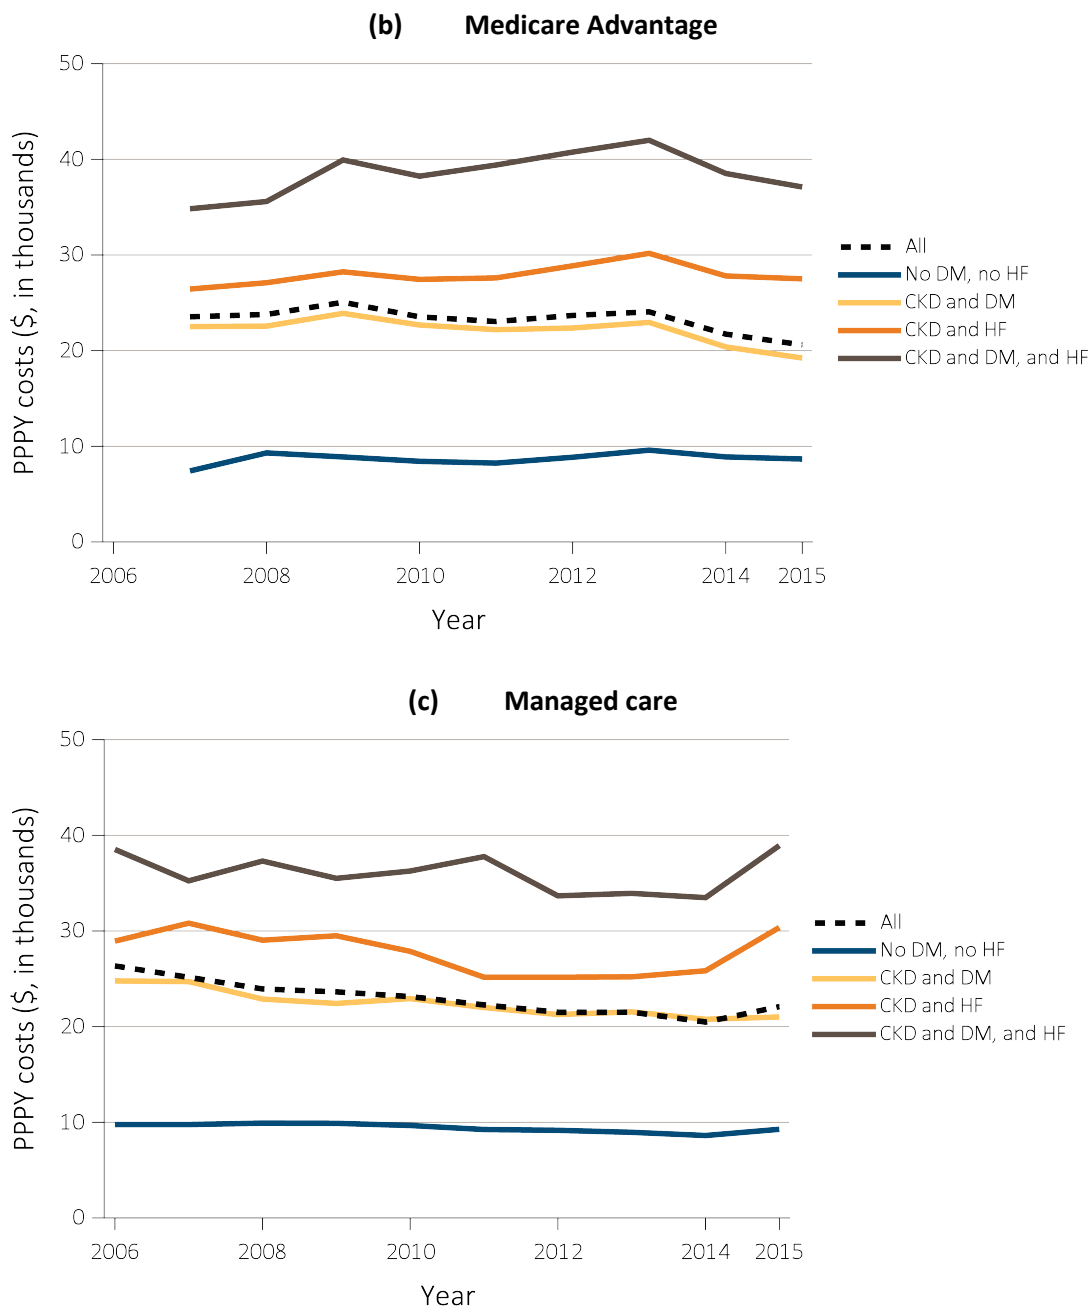 (b) Medicare Advantage
PPPY costs ($, in thousands)
50
40
30
20
10
0
2006 2008 2010 2012 2014 2015
Year
All
No DM, no HF
CKD and DM
CKD and HF
CKD and DM, and HF
(c) Managed care
PPPY costs ($, in thousands)
50
40
30
20
10
0
2006 2008 2010 2012 2014 2015
Year
All
No DM, no HF
CKD and DM
CKD and HF
CKD and DM, and HF